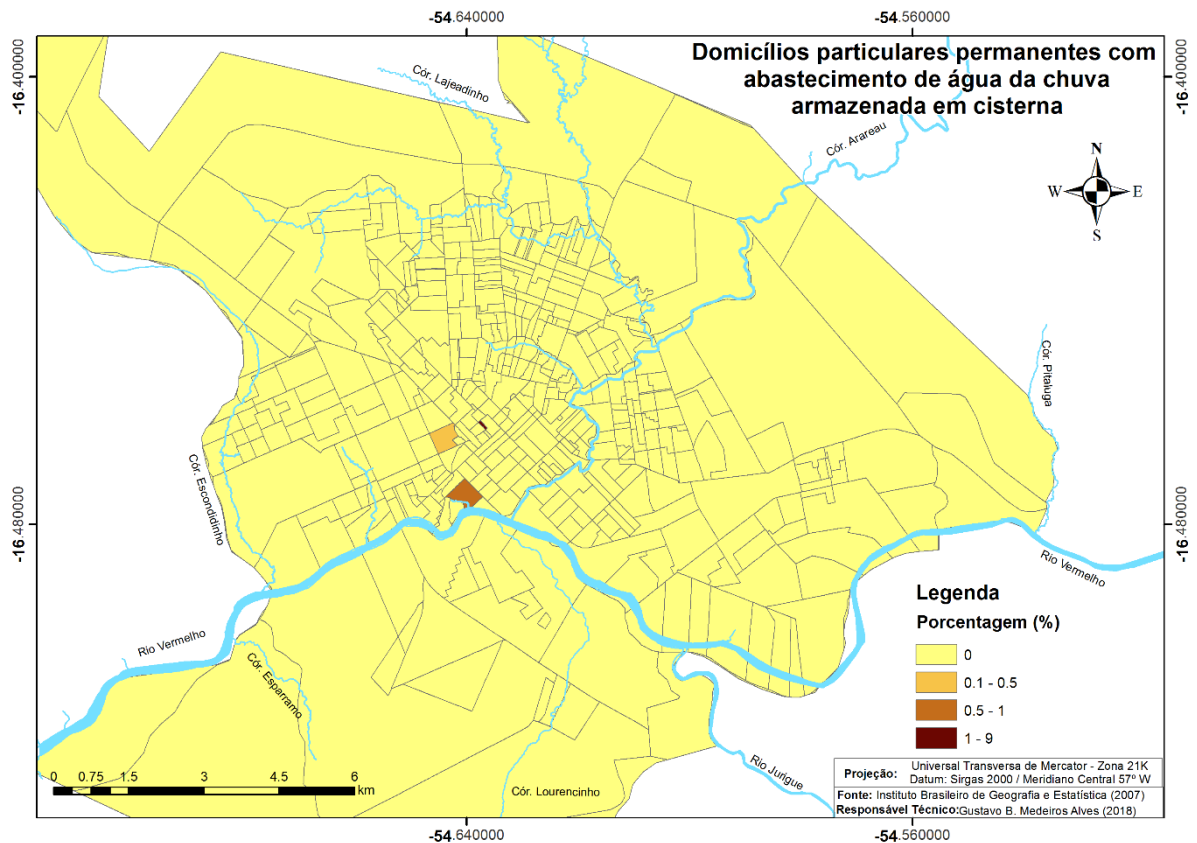 -54.640000
-54.560000
Domicílios particulares permanentes com
abastecimento de água da chuva
armazenada em cisterna
-16.400000
-16.400000
Cór. Lajeadinho
Cór. Arareau
N
W
E
S
Cór. Pitaluga
Cór. Escondidinho
-16.480000
-16.480000
Rio Vermelho
Rio Vermelho
Cór. Esparramo
Legenda
Porcentagem (%)
0
0.1 - 0.5
0.5 - 1
1 - 9
Rio Jurigue
Cór. Lourencinho
0 0.75 1.5 3 4.5 6
km
Projeção: Universal Transversa de Mercator - Zona 21K
Datum: Sirgas 2000 / Meridiano Central 57º W
Fonte: Instituto Brasileiro de Geografia e Estatística (2007)
Responsável Técnico:Gustavo B. Medeiros Alves (2018)
-54.640000
-54.560000